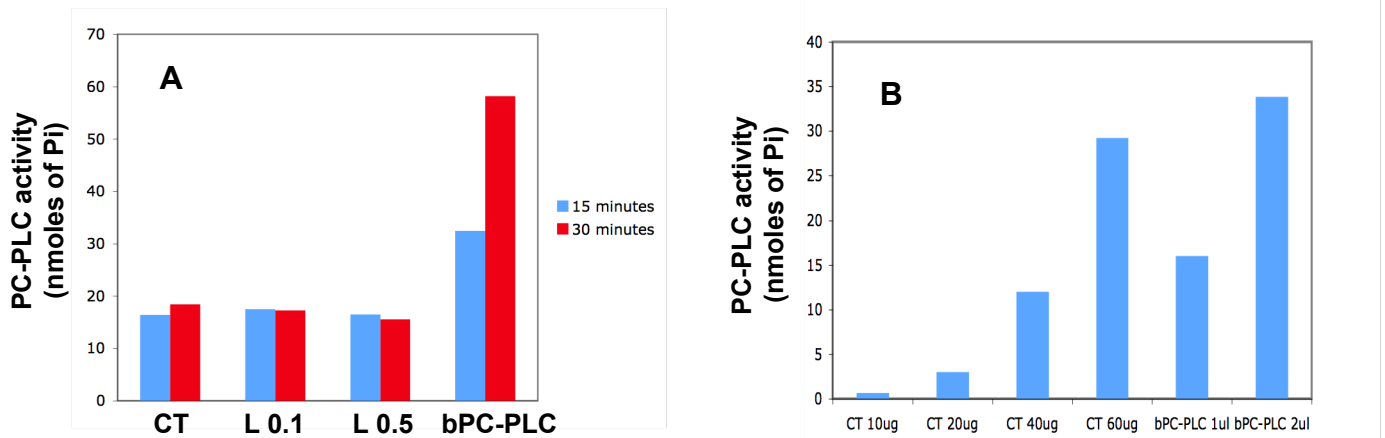 A
PC-PLC activity
(nmoles of Pi)
70
60
50
40
30
20
10
0
CT L 0.1 L 0.5 bPC-PLC
15 minutes
30 minutes
B
PC-PLC activity
(nmoles of Pi)
40
35
30
25
20
15
10
5
0
CT 10ug CT 20ug CT 40ug CT 60ug bPC-PLC 1ul bPC-PLC 2ul